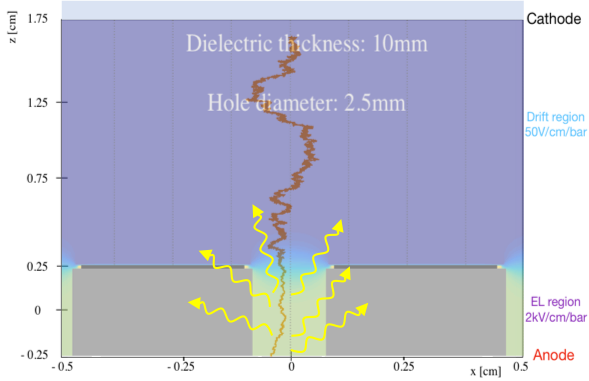 z [cm]
1.75
Cathode
Dielectric thickness: 10mm
Hole diameter: 2.5mm
1.25
Drift region
50V/cm/bar
0.75
0.25
EL region
2kV/cm/bar
0
-0.25
Anode
-0.5
-0.25
0
0.25
0.5
x [cm]